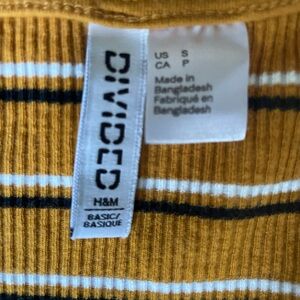 DIVIDED
H&M
BASIC/
BASIQUE
US S
CA P
Made in
Bangladesh
Fabriqué en
Bangladesh